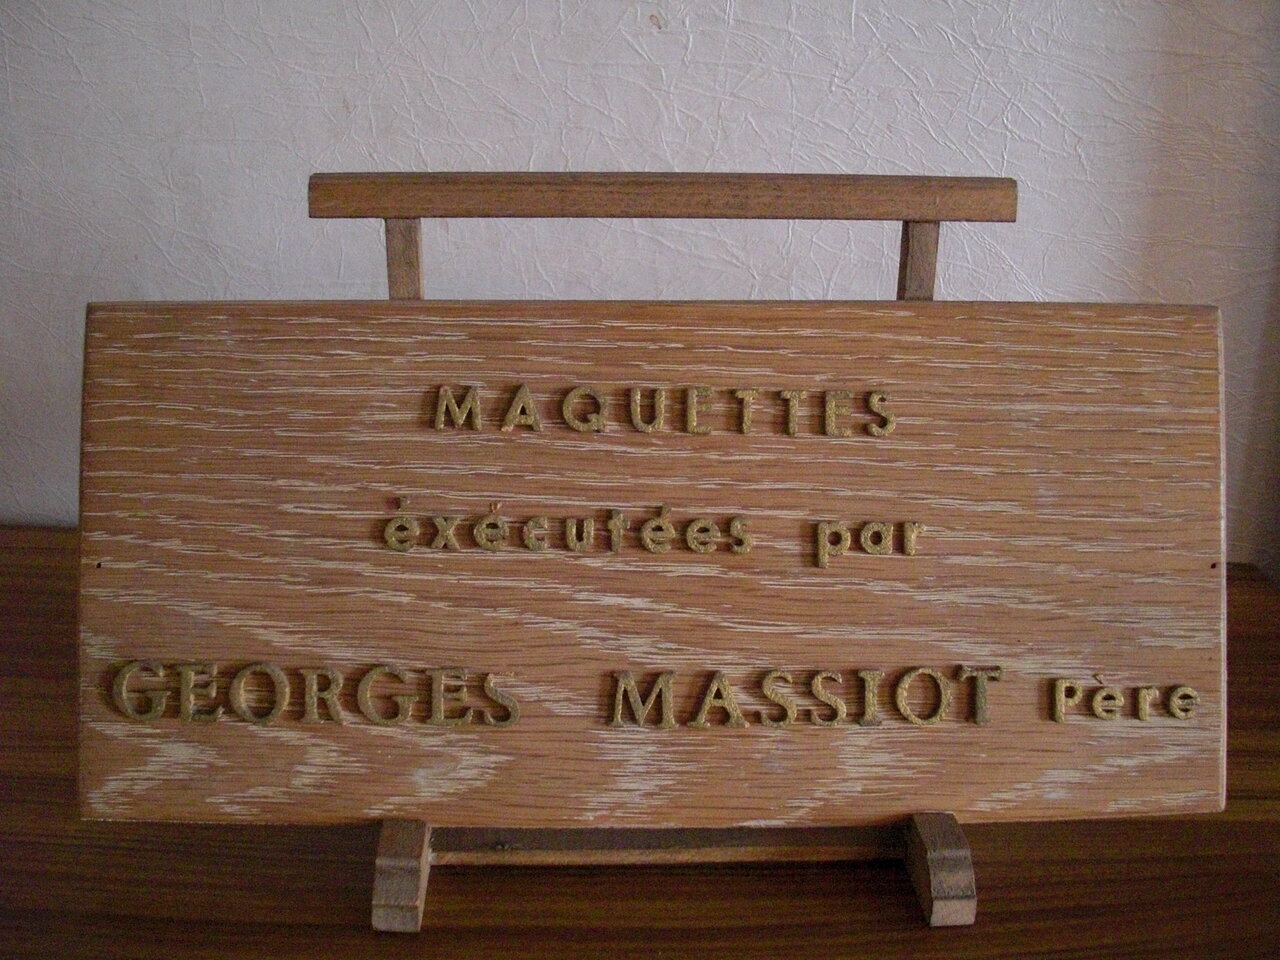 MAQUETTES
éxécutées par
GEORGES MASSIOT Père